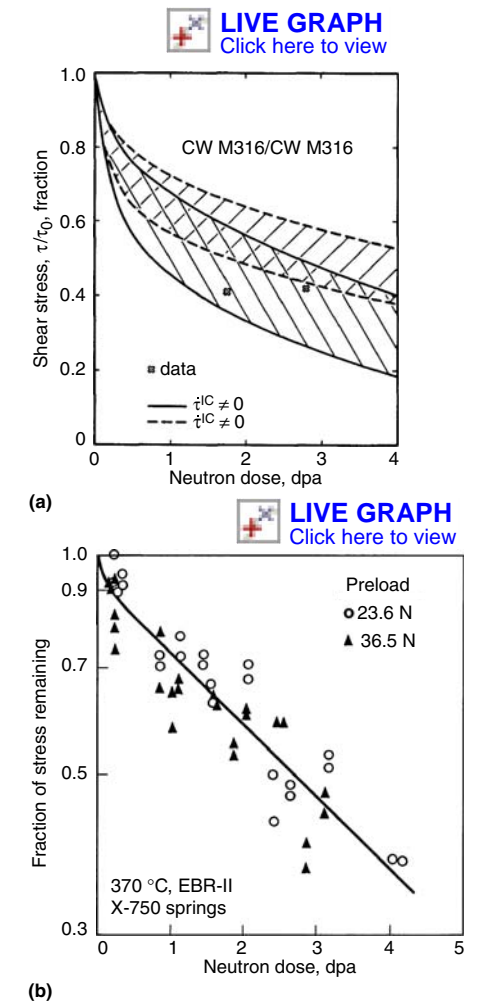 LIVE GRAPH
Click here to view
1.0
0.8
0.6
0.4
0.2
0
Shear stress, τ/τ0, fraction
CW M316/CW M316
data
τ̇IC ≠ 0
τ̇IC ≠ 0
0 1 2 3 4
Neutron dose, dpa
(a)
LIVE GRAPH
Click here to view
1.0
0.9
0.7
0.5
0.3
Fraction of stress remaining
Preload
23.6 N
36.5 N
370 °C, EBR-II
X-750 springs
0 1 2 3 4 5
Neutron dose, dpa
(b)